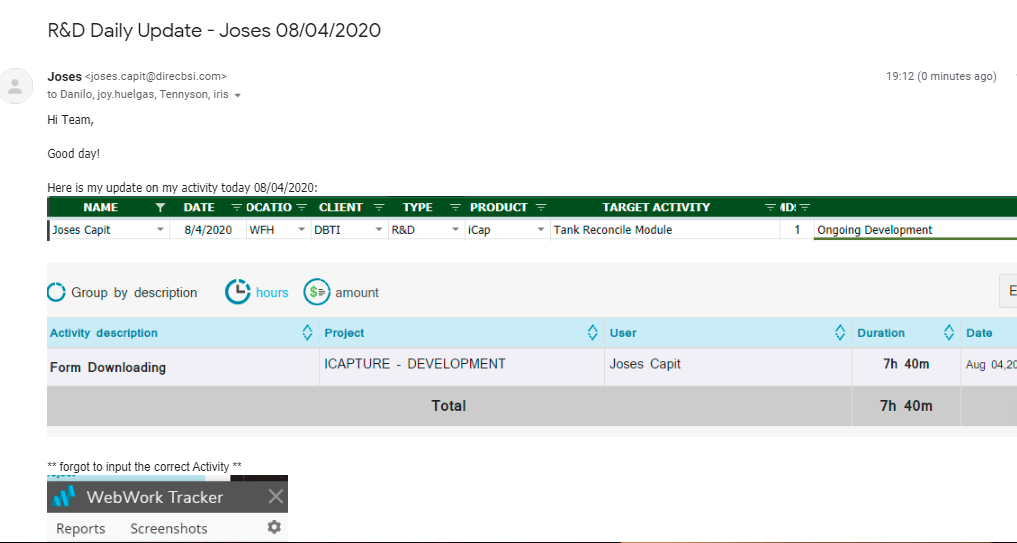 R&D Daily Update - Joses 08/04/2020
Joses <joses.capit@direcbsi.com>
19:12 (0 minutes ago)
to Danilo, joy.huelgas, Tennyson, iris
Hi Team,
Good day!
Here is my update on my activity today 08/04/2020:
NAME DATE OCATIO CLIENT TYPE PRODUCT TARGET ACTIVITY
Joses Capit 8/4/2020 WFH DBTI R&D iCap Tank Reconcile Module 1 Ongoing Development
Group by description hours amount E
Activity description Project User Duration Date
Form Downloading ICAPTURE - DEVELOPMENT Joses Capit 7h 40m Aug 04,20
Total 7h 40m
** forgot to input the correct Activity **
WebWork Tracker
Reports Screenshots